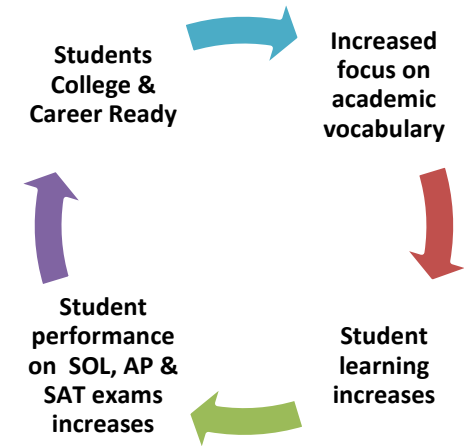 Students
College &
Career Ready
Increased
focus on
academic
vocabulary
Student
learning
increases
Student
performance
on SOL, AP &
SAT exams
increases